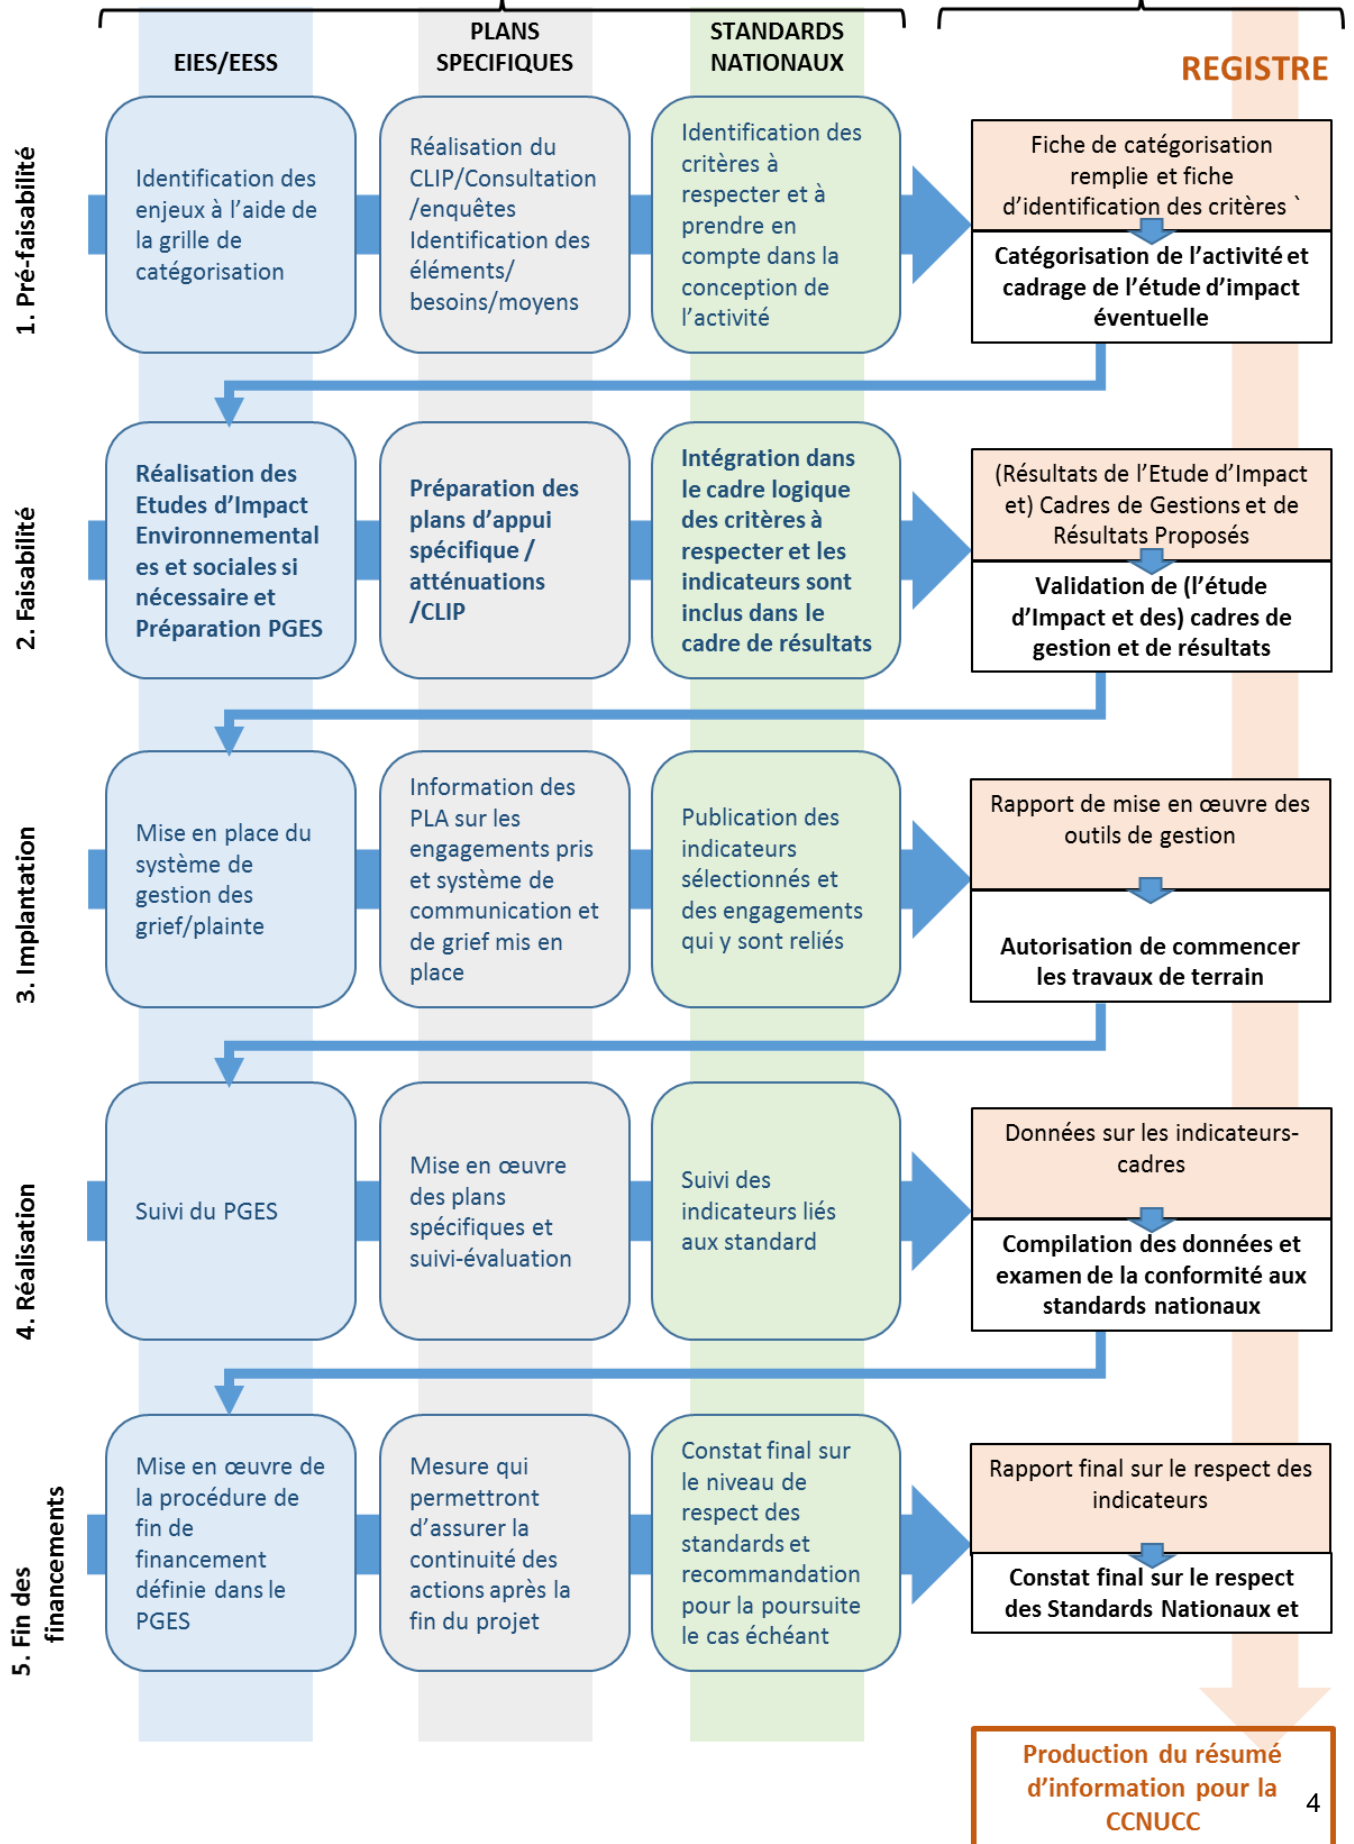 EIES/EESS
PLANS
SPECIFIQUES
STANDARDS
NATIONAUX
REGISTRE
1. Pré-faisabilité
Identification des
enjeux à l’aide de
la grille de
catégorisation
Réalisation du
CLIP/Consultation
/enquêtes
Identification des
éléments/
besoins/moyens
Identification des
critères à
respecter et à
prendre en
compte dans la
conception de
l’activité
Fiche de catégorisation
remplie et fiche
d’identification des critères `
Catégorisation de l’activité et
cadrage de l’étude d’impact
éventuelle
2. Faisabilité
Réalisation des
Etudes d’Impact
Environnemental
es et sociales si
nécessaire et
Préparation PGES
Préparation des
plans d’appui
spécifique /
atténuations
/CLIP
Intégration dans
le cadre logique
des critères à
respecter et les
indicateurs sont
inclus dans le
cadre de résultats
(Résultats de l’Etude d’Impact
et) Cadres de Gestions et de
Résultats Proposés
Validation de (l’étude
d’Impact et des) cadres de
gestion et de résultats
3. Implantation
Mise en place du
système de
gestion des
grief/plainte
Information des
PLA sur les
engagements pris
et système de
communication et
de grief mis en
place
Publication des
indicateurs
sélectionnés et
des engagements
qui y sont reliés
Rapport de mise en œuvre des
outils de gestion
Autorisation de commencer
les travaux de terrain
4. Réalisation
Suivi du PGES
Mise en œuvre
des plans
spécifiques et
suivi-évaluation
Suivi des
indicateurs liés
aux standard
Données sur les indicateurs-
cadres
Compilation des données et
examen de la conformité aux
standards nationaux
5. Fin des
financements
Mise en œuvre de
la procédure de
fin de
financement
définie dans le
PGES
Mesure qui
permettront
d’assurer la
continuité des
actions après la
fin du projet
Constat final sur
le niveau de
respect des
standards et
recommandation
pour la poursuite
le cas échéant
Rapport final sur le respect des
indicateurs
Constat final sur le respect
des Standards Nationaux et
Production du résumé
d’information pour la
CCNUCC
4